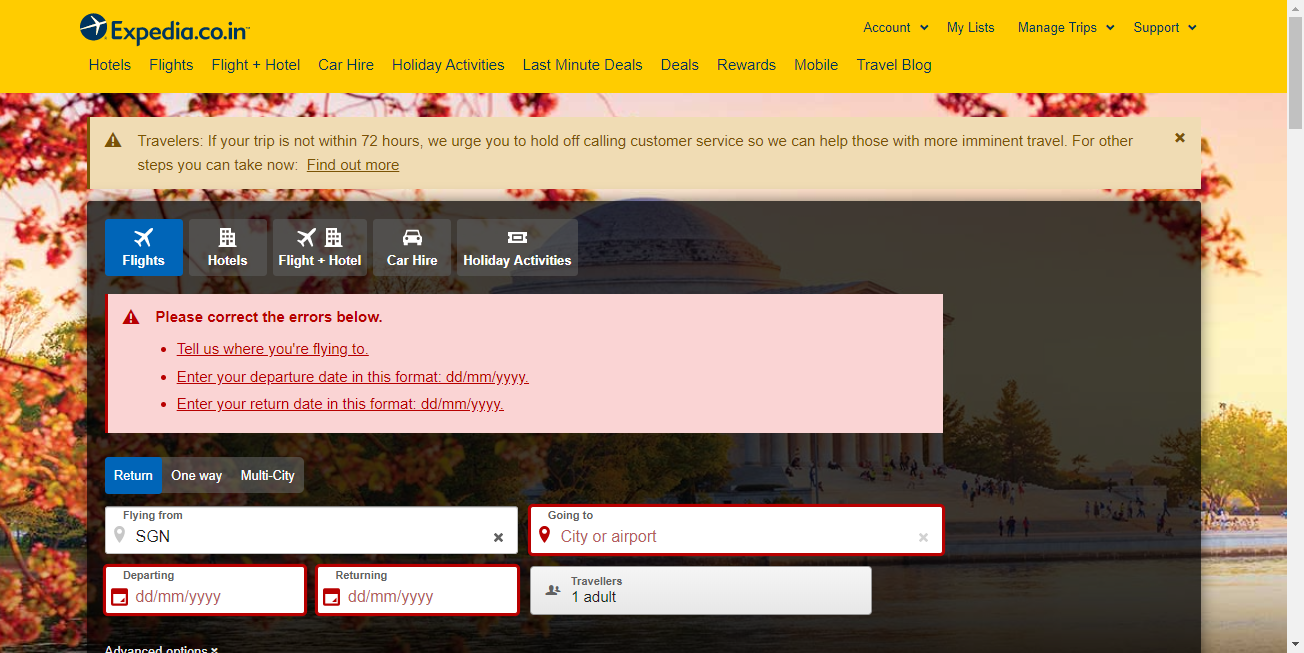 Expedia.co.in™
Account My Lists Manage Trips Support
Hotels Flights Flight + Hotel Car Hire Holiday Activities Last Minute Deals Deals Rewards Mobile Travel Blog
Travelers: If your trip is not within 72 hours, we urge you to hold off calling customer service so we can help those with more imminent travel. For other
steps you can take now: Find out more
Flights Hotels Flight + Hotel Car Hire Holiday Activities
Please correct the errors below.
• Tell us where you're flying to.
• Enter your departure date in this format: dd/mm/yyyy.
• Enter your return date in this format: dd/mm/yyyy.
Return One way Multi-City
Flying from
SGN
Going to
City or airport
Departing
dd/mm/yyyy
Returning
dd/mm/yyyy
Travellers
1 adult
Advanced options